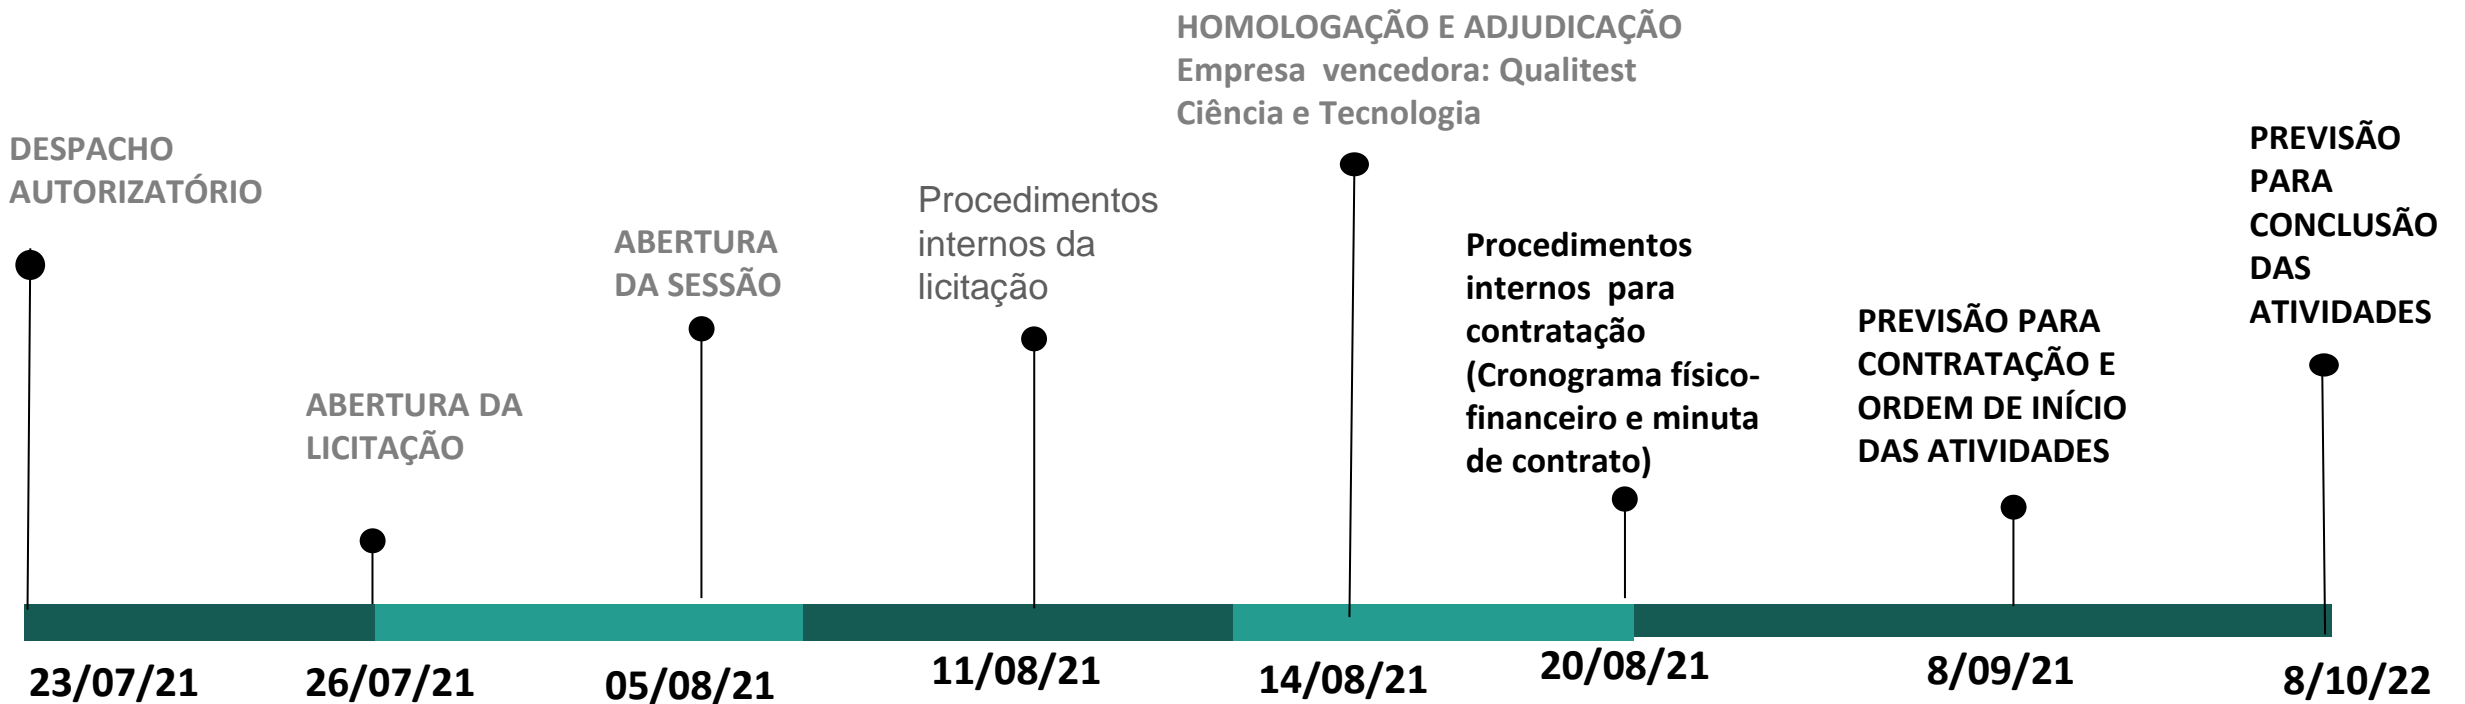 DESPACHO
AUTORIZATÓRIO
23/07/21
ABERTURA DA
LICITAÇÃO
26/07/21
ABERTURA
DA SESSÃO
05/08/21
Procedimentos
internos da
licitação
11/08/21
HOMOLOGAÇÃO E ADJUDICAÇÃO
Empresa  vencedora: Qualitest
Ciência e Tecnologia
14/08/21
Procedimentos
internos  para
contratação
(Cronograma físico-
financeiro e minuta
de contrato)
20/08/21
PREVISÃO PARA
CONTRATAÇÃO E
ORDEM DE INÍCIO
DAS ATIVIDADES
8/09/21
PREVISÃO
PARA
CONCLUSÃO
DAS
ATIVIDADES
8/10/22